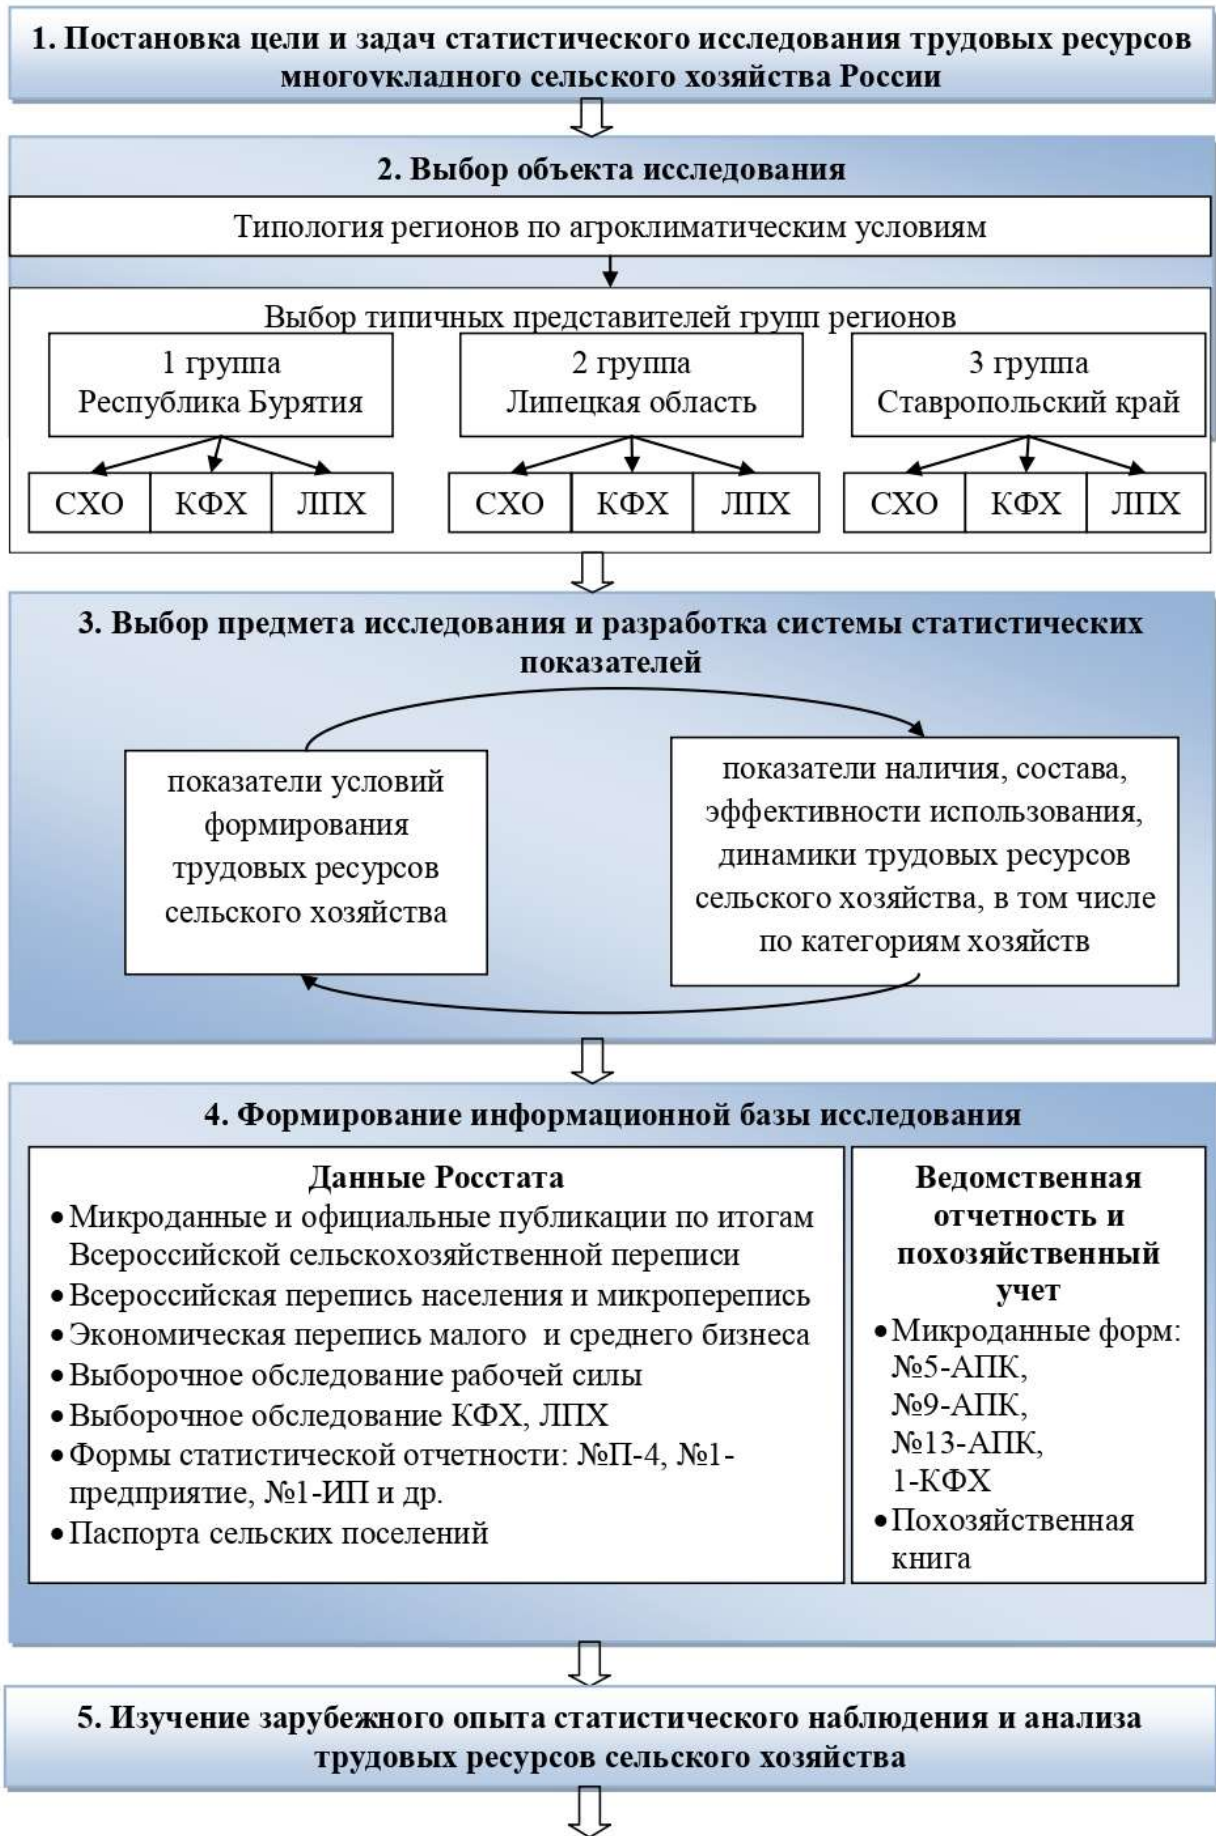 1. Постановка цели и задач статистического исследования трудовых ресурсов
многоукладного сельского хозяйства России
2. Выбор объекта исследования
Типология регионов по агроклиматическим условиям
Выбор типичных представителей групп регионов
1 группа
Республика Бурятия
2 группа
Липецкая область
3 группа
Ставропольский край
СХО КФХ ЛПХ
СХО КФХ ЛПХ
СХО КФХ ЛПХ
3. Выбор предмета исследования и разработка системы статистических
показателей
показатели условий
формирования
трудовых ресурсов
сельского хозяйства
показатели наличия, состава,
эффективности использования,
динамики трудовых ресурсов
сельского хозяйства, в том числе
по категориям хозяйств
4. Формирование информационной базы исследования
Данные Росстата
• Микроданные и официальные публикации по итогам
Всероссийской сельскохозяйственной переписи
• Всероссийская перепись населения и микроперепись
• Экономическая перепись малого и среднего бизнеса
• Выборочное обследование рабочей силы
• Выборочное обследование КФХ, ЛПХ
• Формы статистической отчетности: №П-4, №1-
предприятие, №1-ИП и др.
• Паспорта сельских поселений
Ведомственная
отчетность и
похозяйственный
учет
• Микроданные форм:
№5-АПК,
№9-АПК,
№13-АПК,
1-КФХ
• Похозяйственная
книга
5. Изучение зарубежного опыта статистического наблюдения и анализа
трудовых ресурсов сельского хозяйства